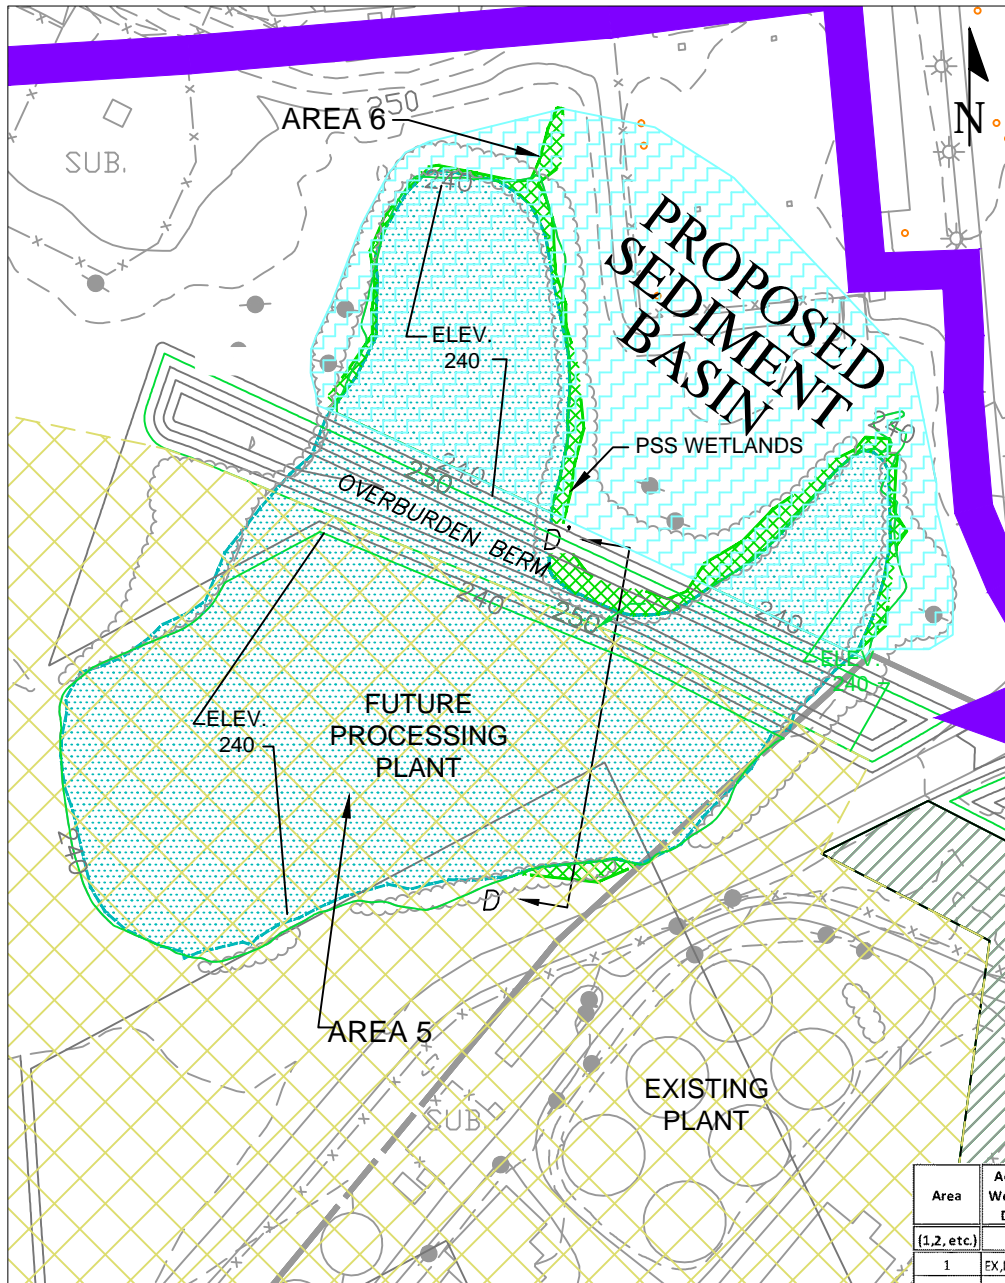 250
AREA 6
N
SUB.
240
PROPOSED
SEDIMENT
BASIN
ELEV.
240
240
PSS WETLANDS
240
250
OVERBURDEN BERM
D'
240
250
240
ELEV.
240
FUTURE
PROCESSING
PLANT
ELEV.
240
240
D
AREA 5
EXISTING
PLANT
SUB
Area
(1,2, etc.)
1